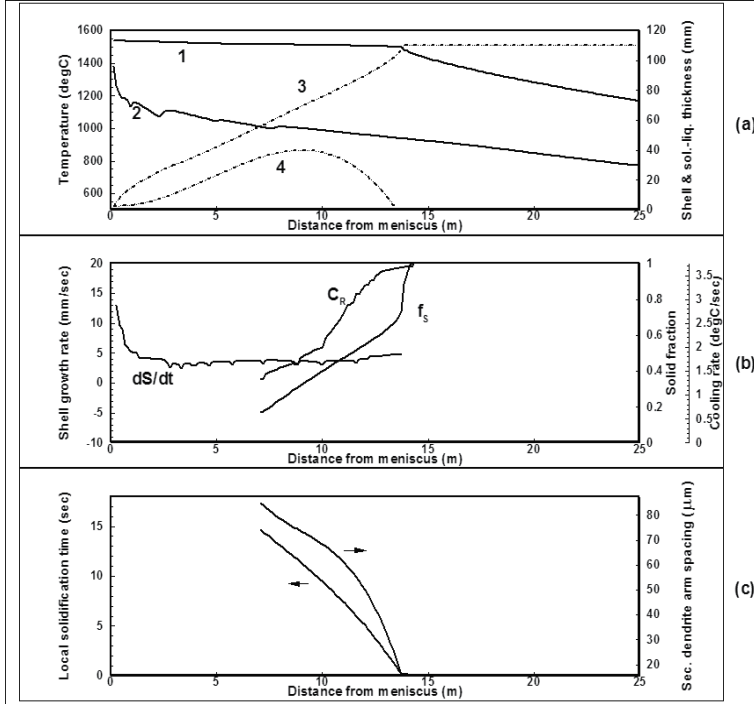 Temperature (degC)
1600
1400
1200
1000
800
600
1
2
3
4
120
100
80
60
40
20
0
Shell & sol.-liq. thickness (mm)
(a)
0 5 10 15 20 25
Distance from meniscus (m)
Shell growth rate (mm/sec)
20
15
10
5
0
-5
-10
dS/dt
C_R
f_S
1
0.8
0.6
0.4
0.2
0
Solid fraction
3.5
3
2.5
2
1.5
1
0.5
0
Cooling rate (degC/sec)
(b)
0 5 10 15 20 25
Distance from meniscus (m)
Local solidification time (sec)
15
10
5
0
80
70
60
50
40
30
20
Sec. dendrite arm spacing (μm)
(c)
0 5 10 15 20 25
Distance from meniscus (m)